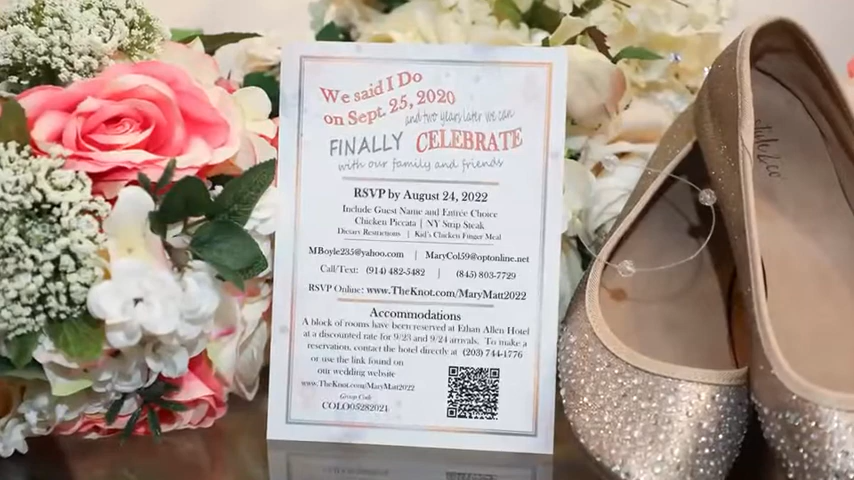 We said I Do
on Sept. 25, 2020
and two years later we can
FINALLY CELEBRATE
with our family and friends
RSVP by August 24, 2022
Include Guest Name and Entrée Choice
Chicken Piccata | NY Strip Steak
Dietary Restrictions | Kid's Chicken Finger Meal
MBoyle235@yahoo.com | MaryCol59@optonline.net
Call/Text: (914) 482-5482 | (845) 803-7729
RSVP Online: www.TheKnot.com/MaryMatt2022
Accommodations
A block of rooms have been reserved at Ethan Allen Hotel
at a discounted rate for 9/23 and 9/24 arrivals. To make a
reservation, contact the hotel directly at (203) 744-1807
or use the link found on
our wedding website
www.TheKnot.com/MaryMatt2022
Group Code
COLO05282021
style & co